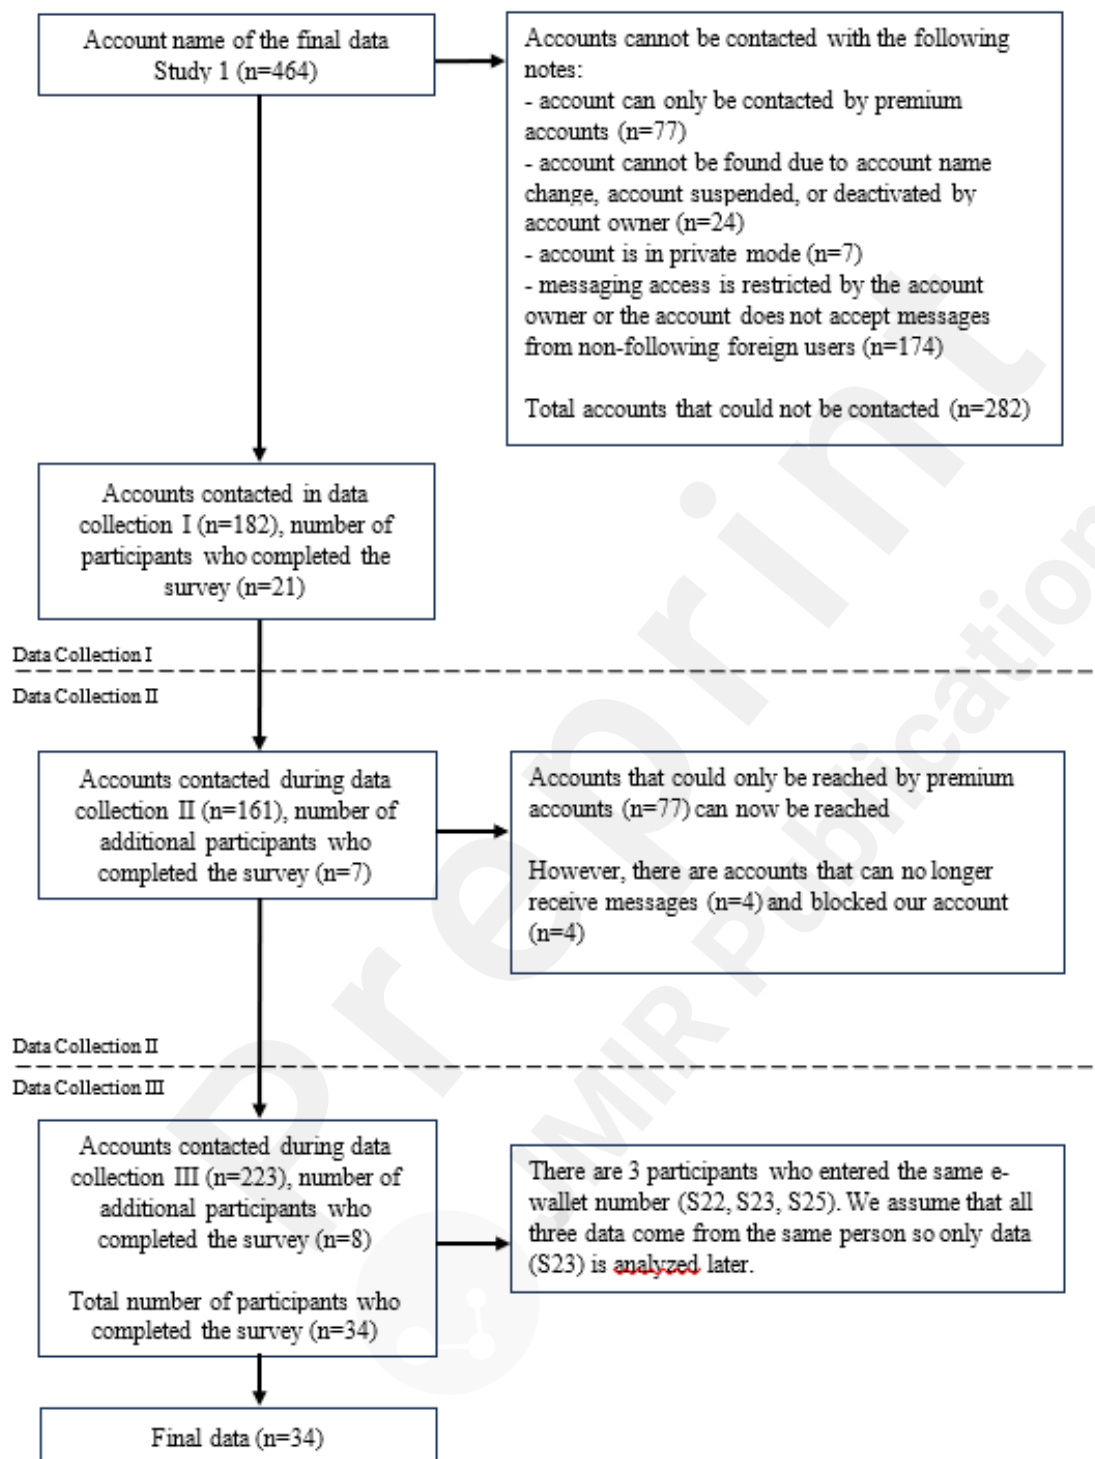 Account name of the final data
Study 1 (n=464)
Accounts cannot be contacted with the following
notes:
- account can only be contacted by premium
accounts (n=77)
- account cannot be found due to account name
change, account suspended, or deactivated by
account owner (n=24)
- account is in private mode (n=7)
- messaging access is restricted by the account
owner or the account does not accept messages
from non-following foreign users (n=174)
Total accounts that could not be contacted (n=282)
Accounts contacted in data
collection I (n=182), number of
participants who completed the
survey (n=21)
Data Collection I
Data Collection II
Accounts contacted during data
collection II (n=161), number of
additional participants who
completed the survey (n=7)
Accounts that could only be reached by premium
accounts (n=77) can now be reached
However, there are accounts that can no longer
receive messages (n=4) and blocked our account
(n=4)
Data Collection II
Data Collection III
Accounts contacted during data
collection III (n=223), number of
additional participants who
completed the survey (n=8)
Total number of participants who
completed the survey (n=34)
There are 3 participants who entered the same e-
wallet number (S22, S23, S25). We assume that all
three data come from the same person so only data
(S23) is analyzed later.
Final data (n=34)
Preprint
JMIR Publication